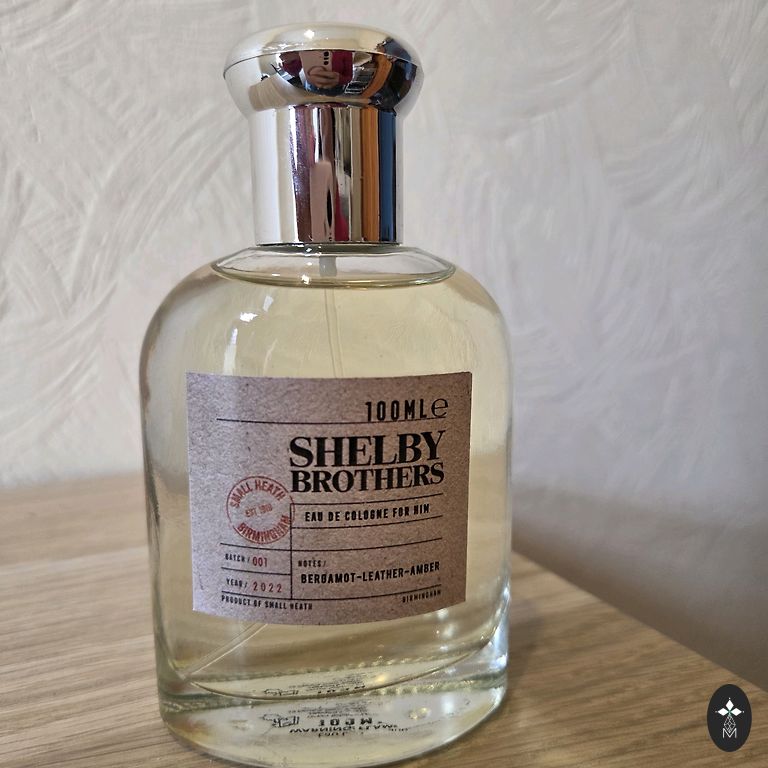 100ML℮
SHELBY
BROTHERS
SMALL HEATH
EST 1919
BIRMINGHAM
EAU DE COLOGNE FOR HIM
BATCH / 001
NOTES /
BERGAMOT-LEATHER-AMBER
YEAR / 2022
PRODUCT OF SMALL HEATH
BIRMINGHAM